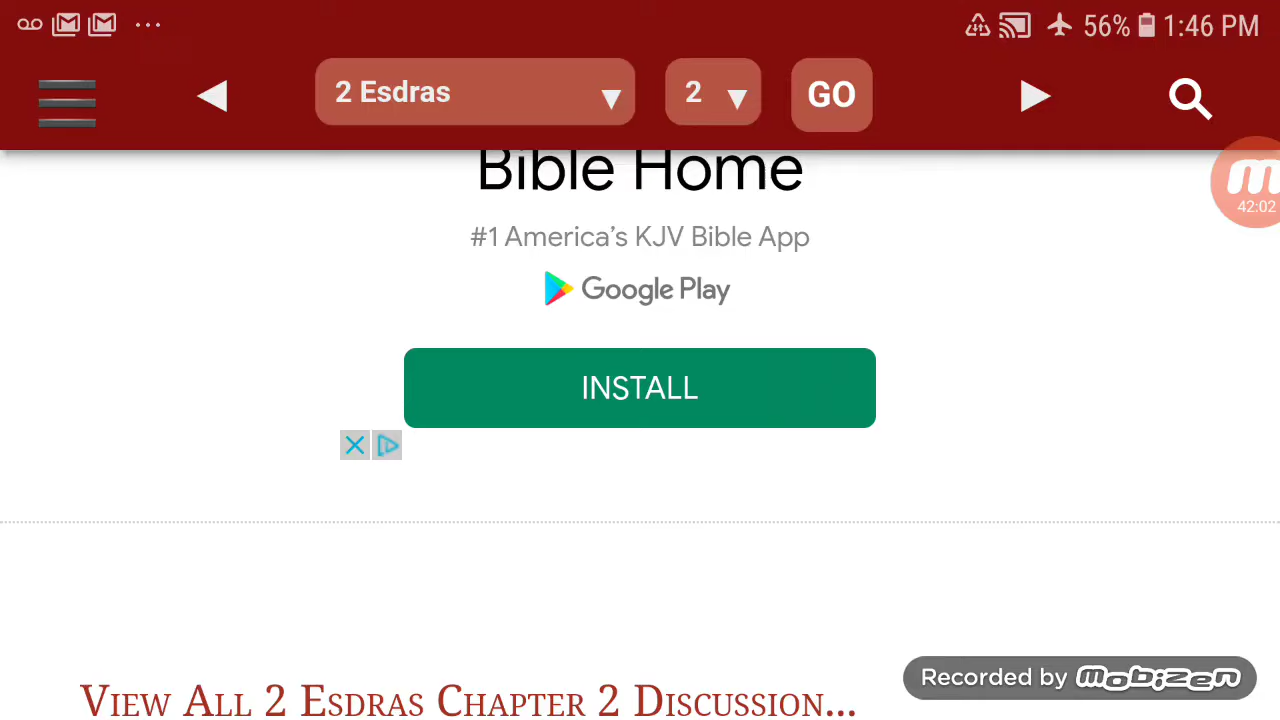 56% 1:46 PM
2 Esdras 2 GO
Bible Home
42:02
#1 America's KJV Bible App
Google Play
INSTALL
View All 2 Esdras Chapter 2 Discussion...
Recorded by mobizen